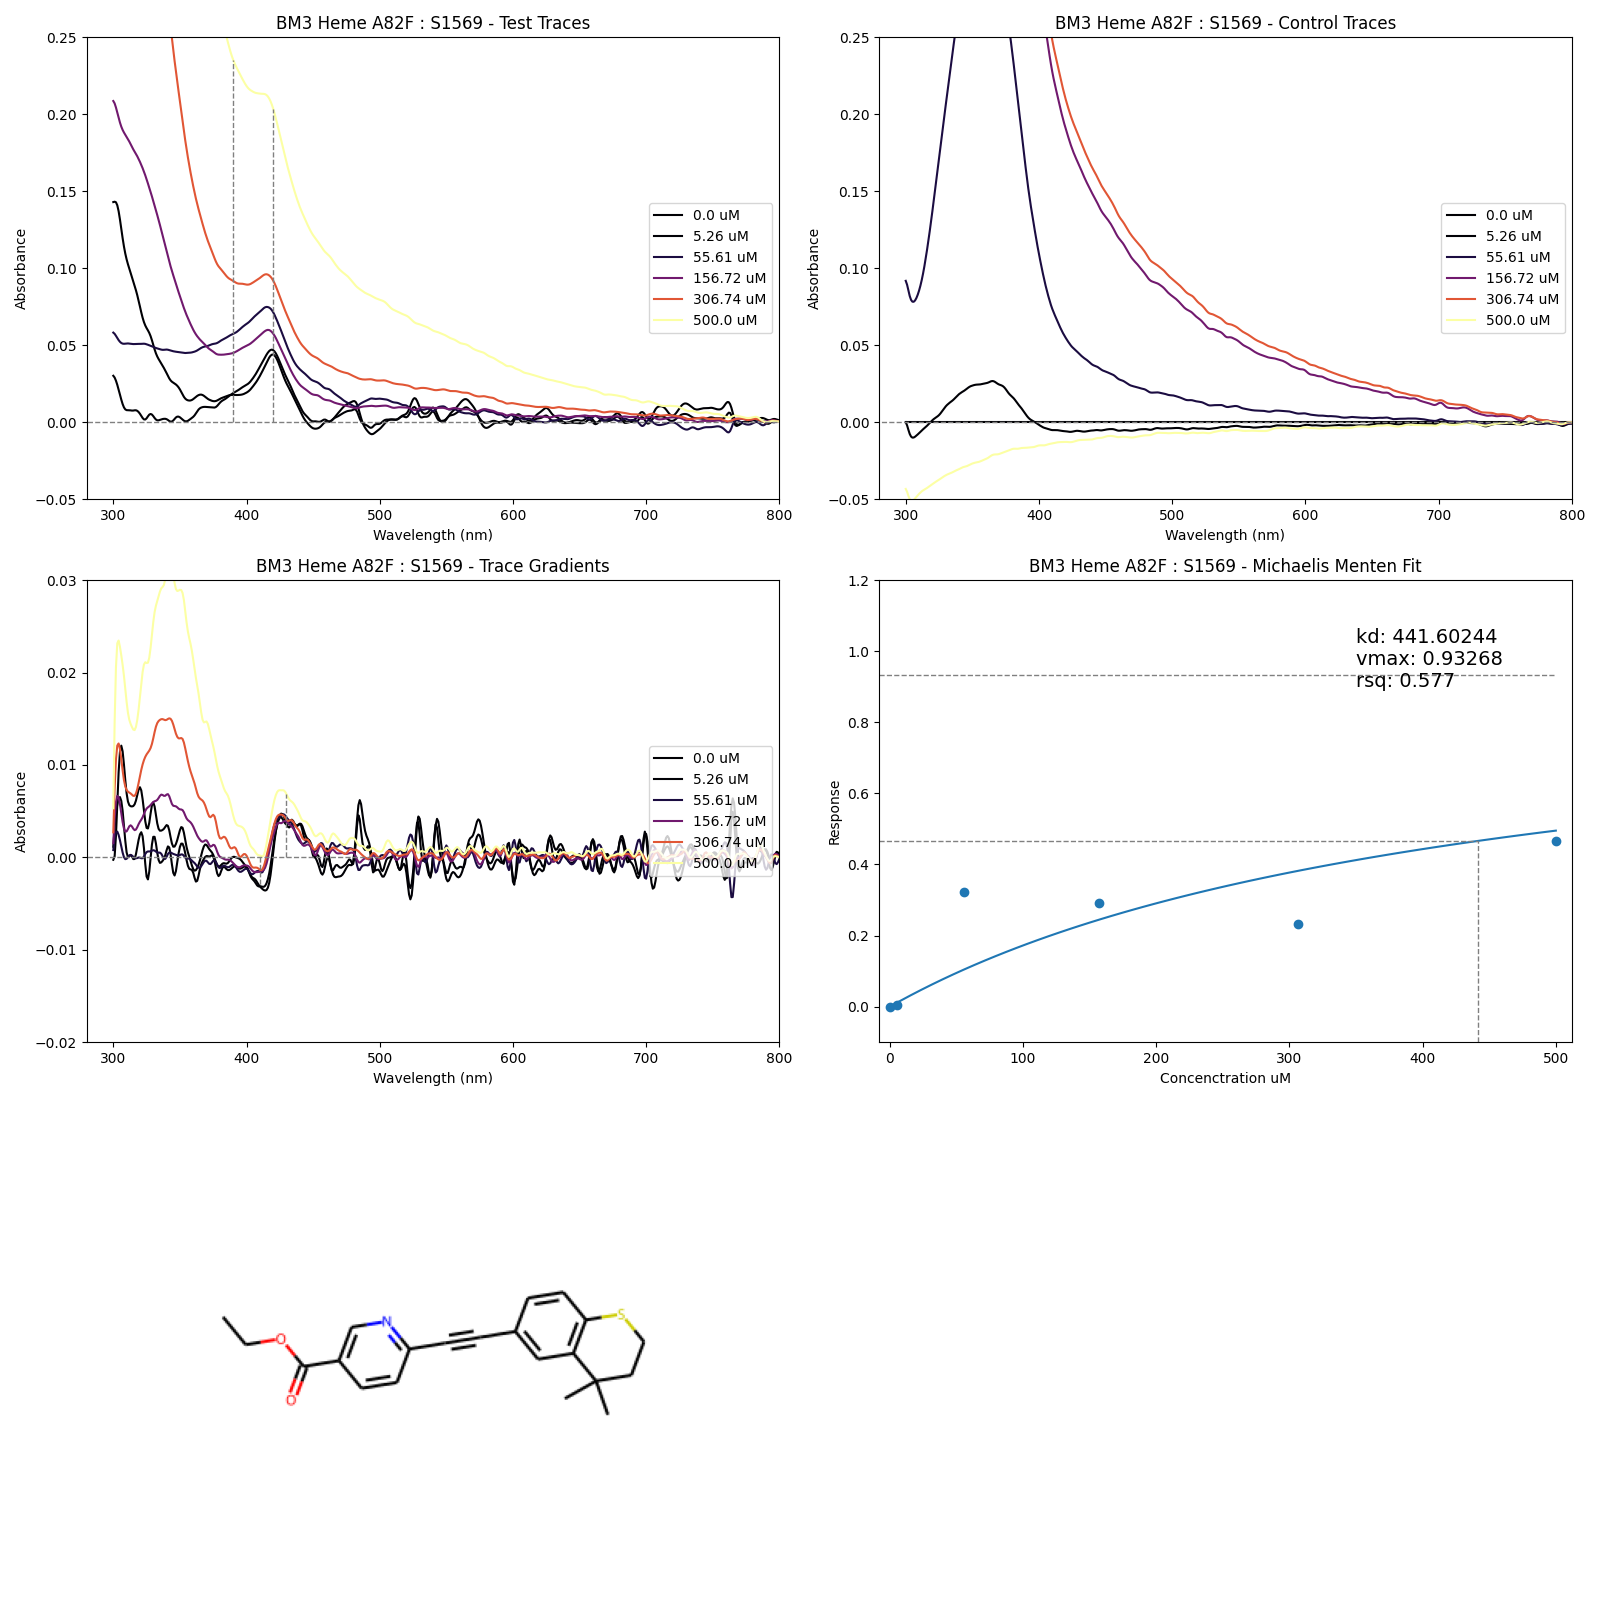 BM3 Heme A82F : S1569 - Test Traces
0.25
0.20
0.15
0.10
0.05
0.00
−0.05
Absorbance
300
400
500
600
700
800
Wavelength (nm)
0.0 uM
5.26 uM
55.61 uM
156.72 uM
306.74 uM
500.0 uM
BM3 Heme A82F : S1569 - Control Traces
0.25
0.20
0.15
0.10
0.05
0.00
−0.05
Absorbance
300
400
500
600
700
800
Wavelength (nm)
0.0 uM
5.26 uM
55.61 uM
156.72 uM
306.74 uM
500.0 uM
BM3 Heme A82F : S1569 - Trace Gradients
0.03
0.02
0.01
0.00
−0.01
−0.02
Absorbance
300
400
500
600
700
800
Wavelength (nm)
0.0 uM
5.26 uM
55.61 uM
156.72 uM
306.74 uM
500.0 uM
BM3 Heme A82F : S1569 - Michaelis Menten Fit
1.2
1.0
0.8
0.6
0.4
0.2
0.0
Response
kd: 441.60244
vmax: 0.93268
rsq: 0.577
0
100
200
300
400
500
Concenctration uM
S
N
O
O